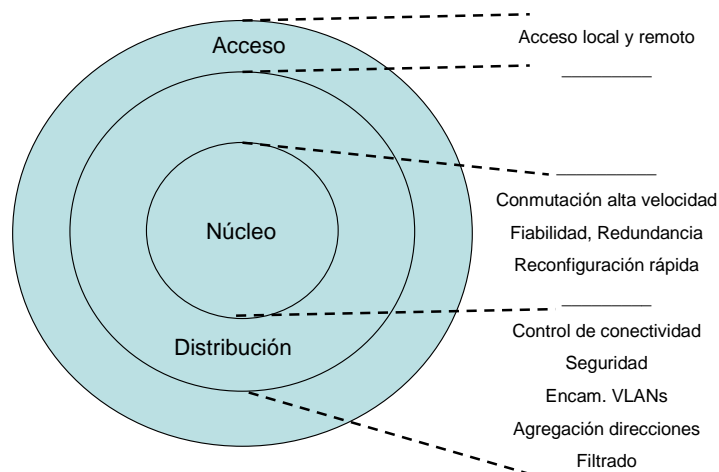 Acceso
Acceso local y remoto
Conmutación alta velocidad
Fiabilidad, Redundancia
Reconfiguración rápida
Núcleo
Distribución
Control de conectividad
Seguridad
Encam. VLANs
Agregación direcciones
Filtrado